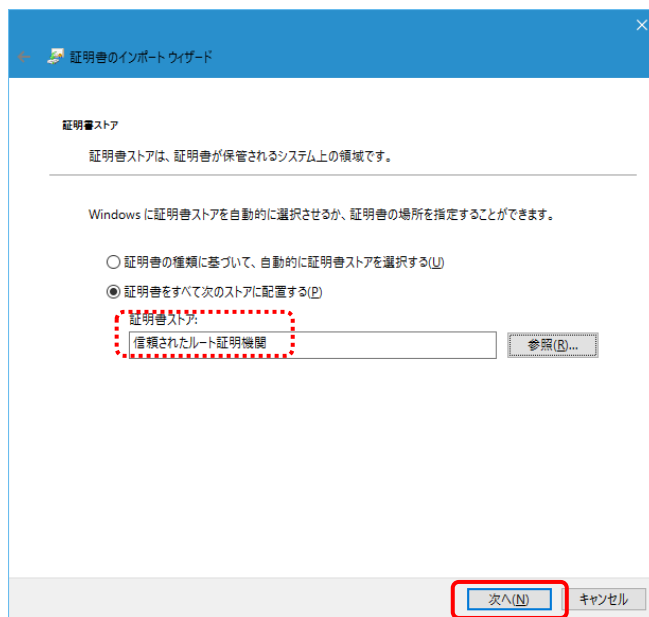 証明書のインポート ウィザード
証明書ストア
証明書ストアは、証明書が保管されるシステム上の領域です。
Windows に証明書ストアを自動的に選択させるか、証明書の場所を指定することができます。
証明書の種類に基づいて、自動的に証明書ストアを選択する(U)
証明書をすべて次のストアに配置する(P)
証明書ストア:
信頼されたルート証明機関
参照(R)...
次へ(N)
キャンセル